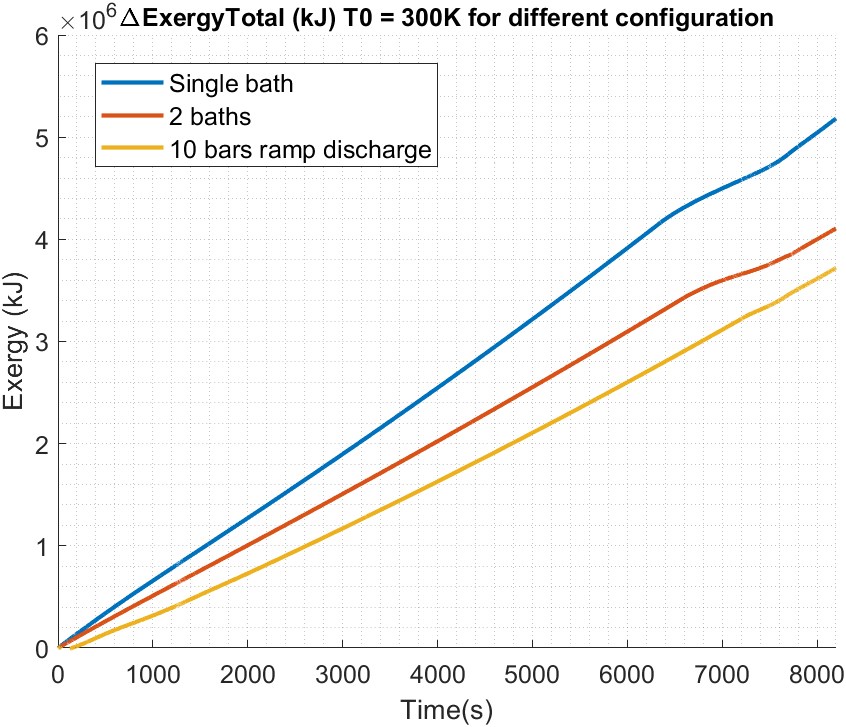 ×10^6 ΔExergyTotal (kJ) T0 = 300K for different configuration
Single bath
2 baths
10 bars ramp discharge
Exergy (kJ)
6
5
4
3
2
1
0
0 1000 2000 3000 4000 5000 6000 7000 8000
Time(s)